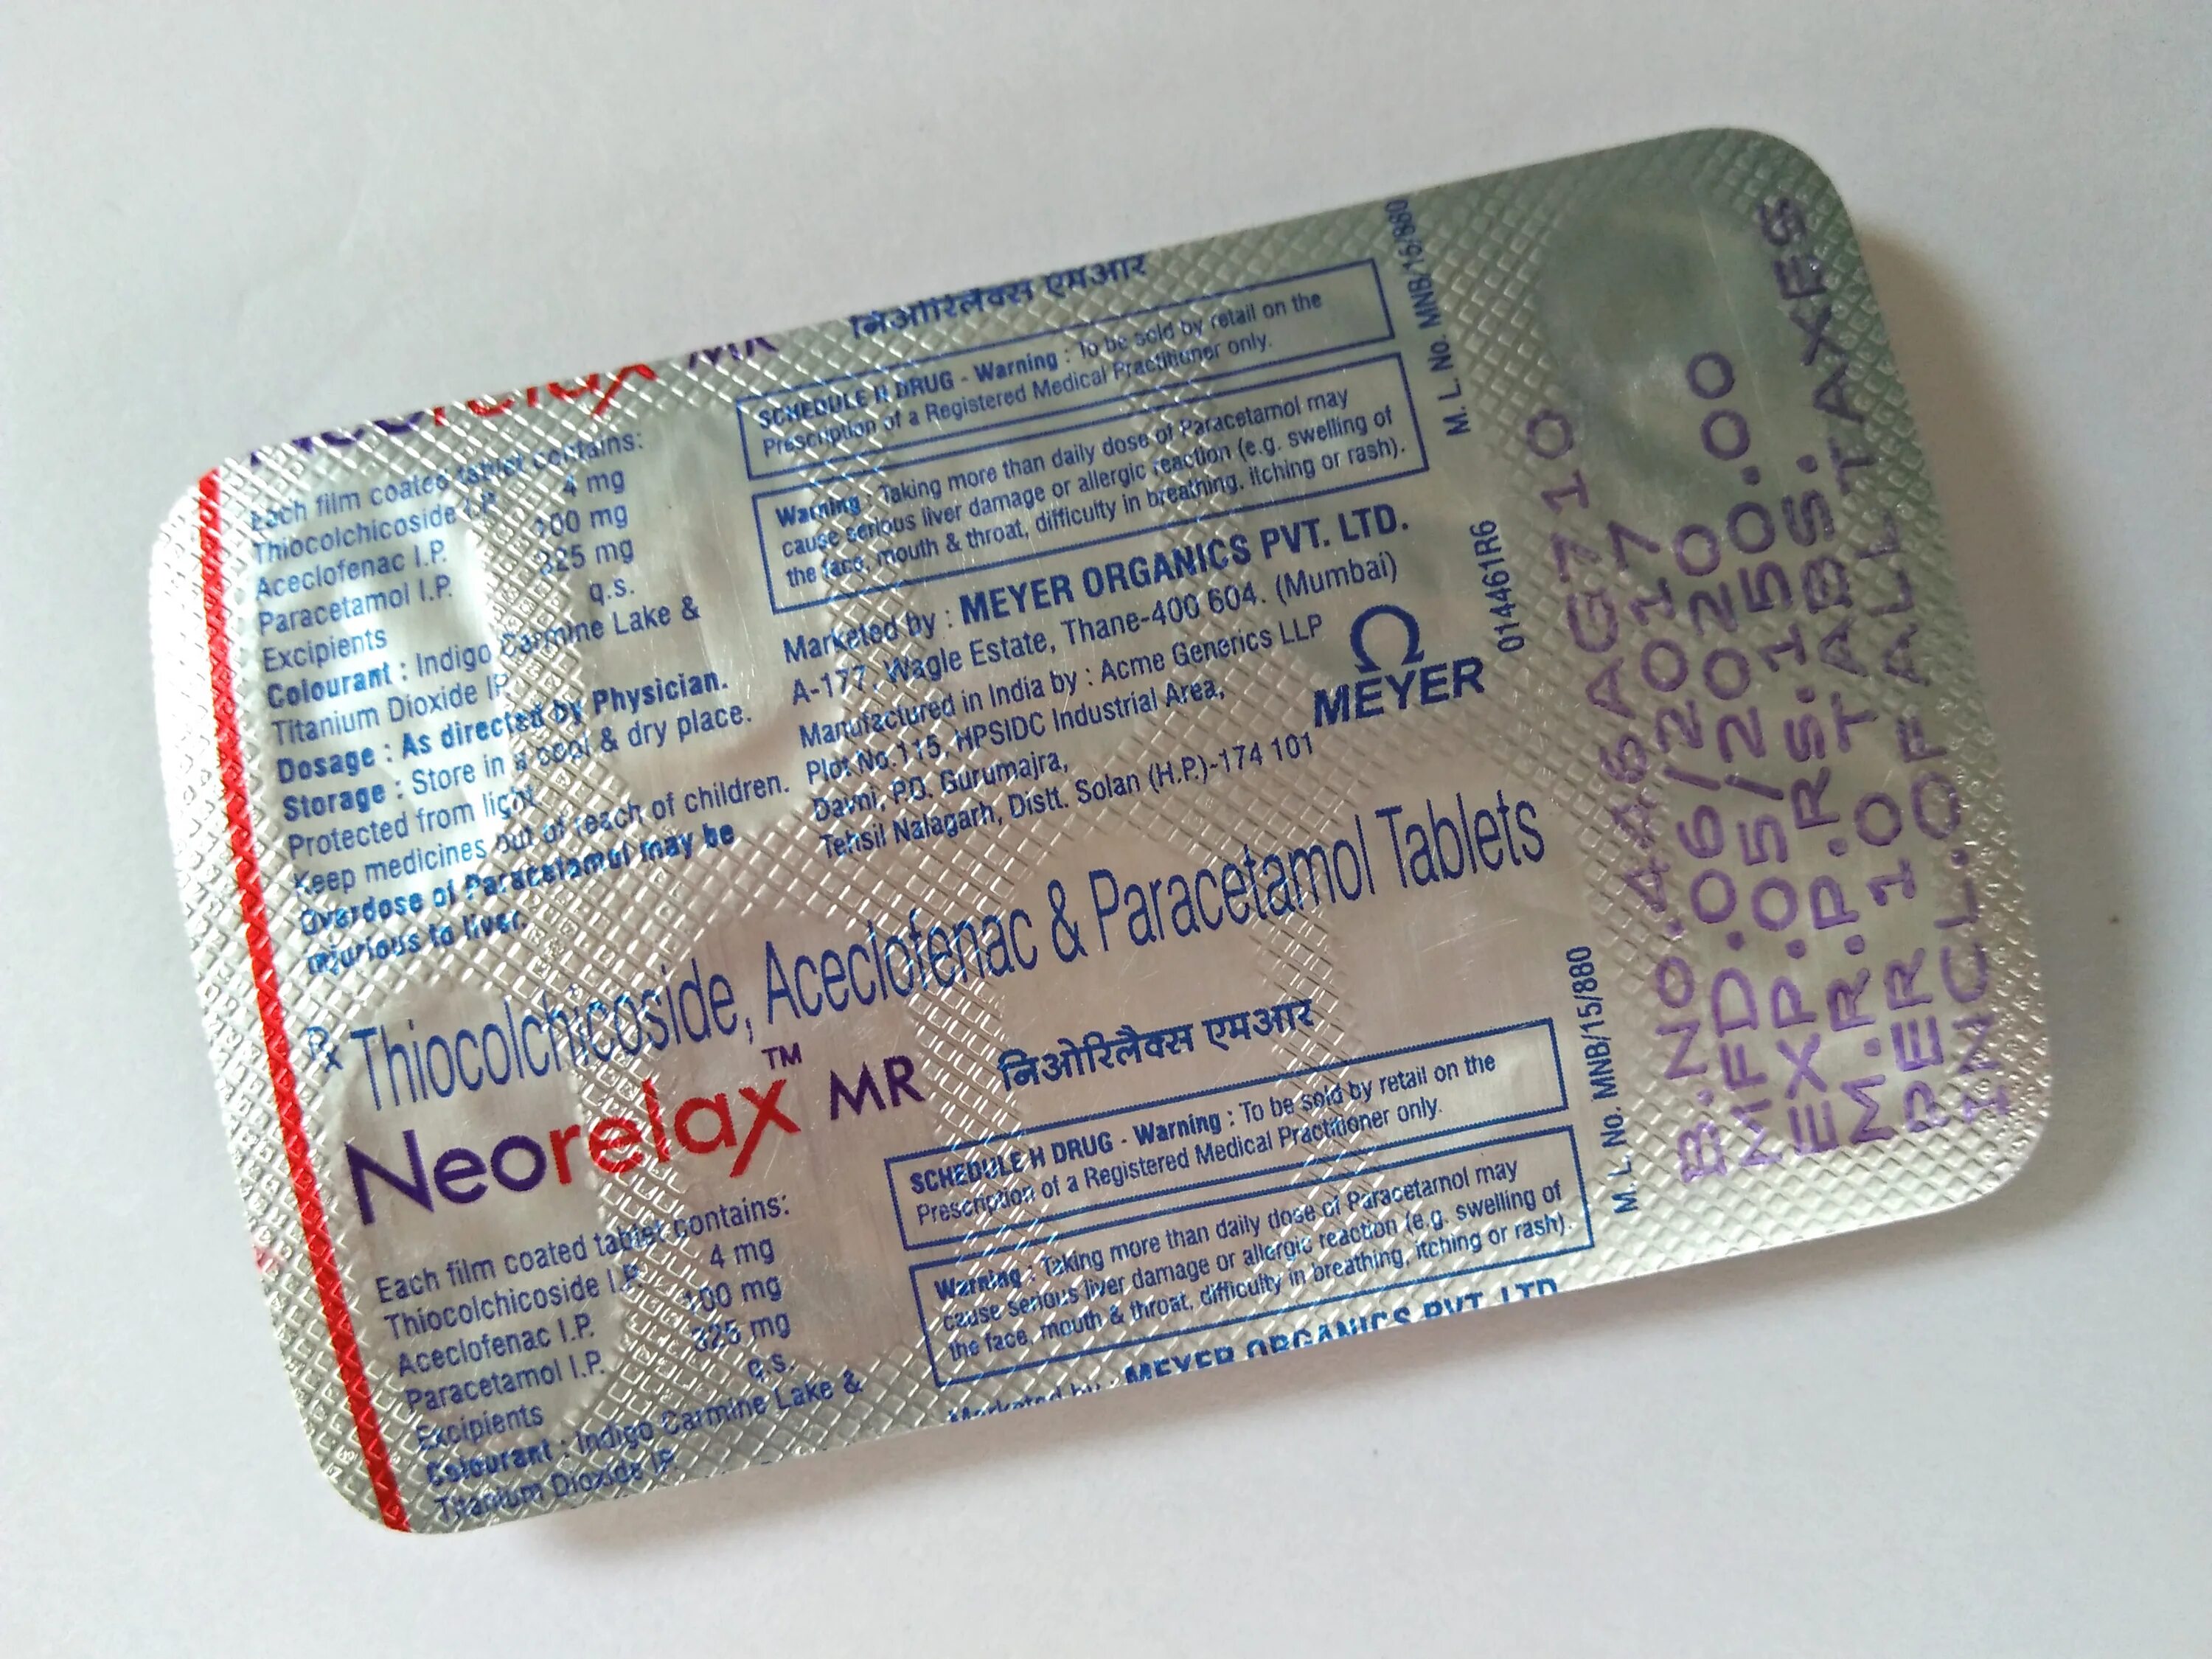 Neorelax MR
निओरिलैक्स एमआर
Each film coated tablet contains:
Thiocolchicoside I.P. 4 mg
Aceclofenac I.P. 100 mg
Paracetamol I.P. 325 mg
Excipients q.s.
Colourant : Indigo Carmine Lake &
Titanium Dioxide IP
Dosage : As directed by Physician.
Storage : Store in a cool & dry place.
Protected from light
Keep medicines out of reach of children.
Overdose of Paracetamol may be
injurious to liver.
SCHEDULE H DRUG - Warning : To be sold by retail on the
Prescription of a Registered Medical Practitioner only.
Warning : Taking more than daily dose of Paracetamol may
cause serious liver damage or allergic reaction (e.g. swelling of
the face, mouth & throat, difficulty in breathing, itching or rash).
Marketed by : MEYER ORGANICS PVT. LTD.
A-177, Wagle Estate, Thane-400 604. (Mumbai)
Manufactured in India by : Acme Generics LLP
Plot No.115, HPSIDC Industrial Area,
Davni, P.O. Gurumajra,
Tehsil Nalagarh, Distt. Solan (H.P.)-174 101
MEYER
M. L. No. MNB/15/880
014461R6
Rx Thiocolchicoside, Aceclofenac & Paracetamol Tablets
Neorelax™ MR
निओरिलैक्स एमआर
Each film coated tablet contains:
Thiocolchicoside I.P. 4 mg
Aceclofenac I.P. 100 mg
Paracetamol I.P. 325 mg
Excipients q.s.
Colourant : Indigo Carmine Lake &
Titanium Dioxide IP
SCHEDULE H DRUG - Warning : To be sold by retail on the
Prescription of a Registered Medical Practitioner only.
Warning : Taking more than daily dose of Paracetamol may
cause serious liver damage or allergic reaction (e.g. swelling of
the face, mouth & throat, difficulty in breathing, itching or rash).
Marketed by : MEYER ORGANICS PVT. LTD.
M. L. No. MNB/15/880
B.NO.4446AG710
MFD.06/2017
EXP.05/2020
M.R.P.RS.150.00
PER 10 TABS.
INCL.OF ALL TAXES